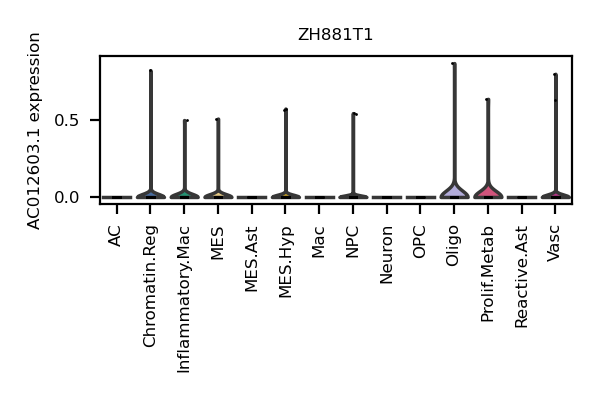 ZH881T1
AC012603.1 expression
0.5
0.0
AC
Chromatin.Reg
Inflammatory.Mac
MES
MES.Ast
MES.Hyp
Mac
NPC
Neuron
OPC
Oligo
Prolif.Metab
Reactive.Ast
Vasc